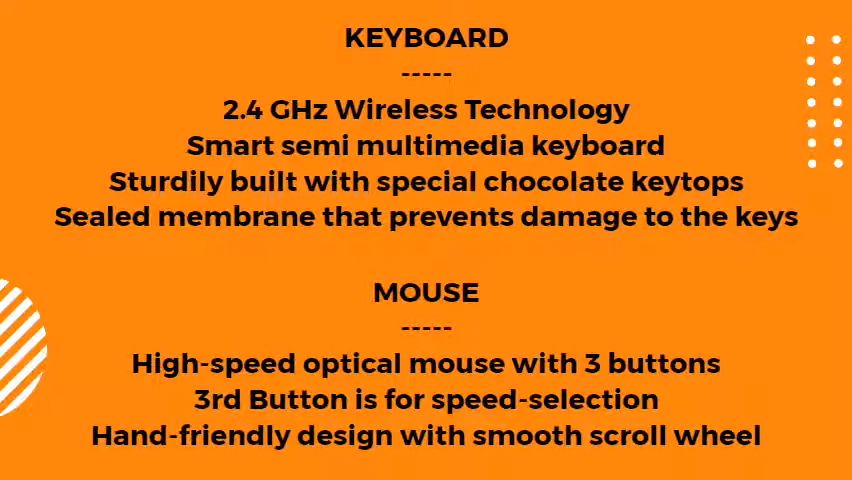 KEYBOARD
-----
2.4 GHz Wireless Technology
Smart semi multimedia keyboard
Sturdily built with special chocolate keytops
Sealed membrane that prevents damage to the keys
MOUSE
-----
High-speed optical mouse with 3 buttons
3rd Button is for speed-selection
Hand-friendly design with smooth scroll wheel